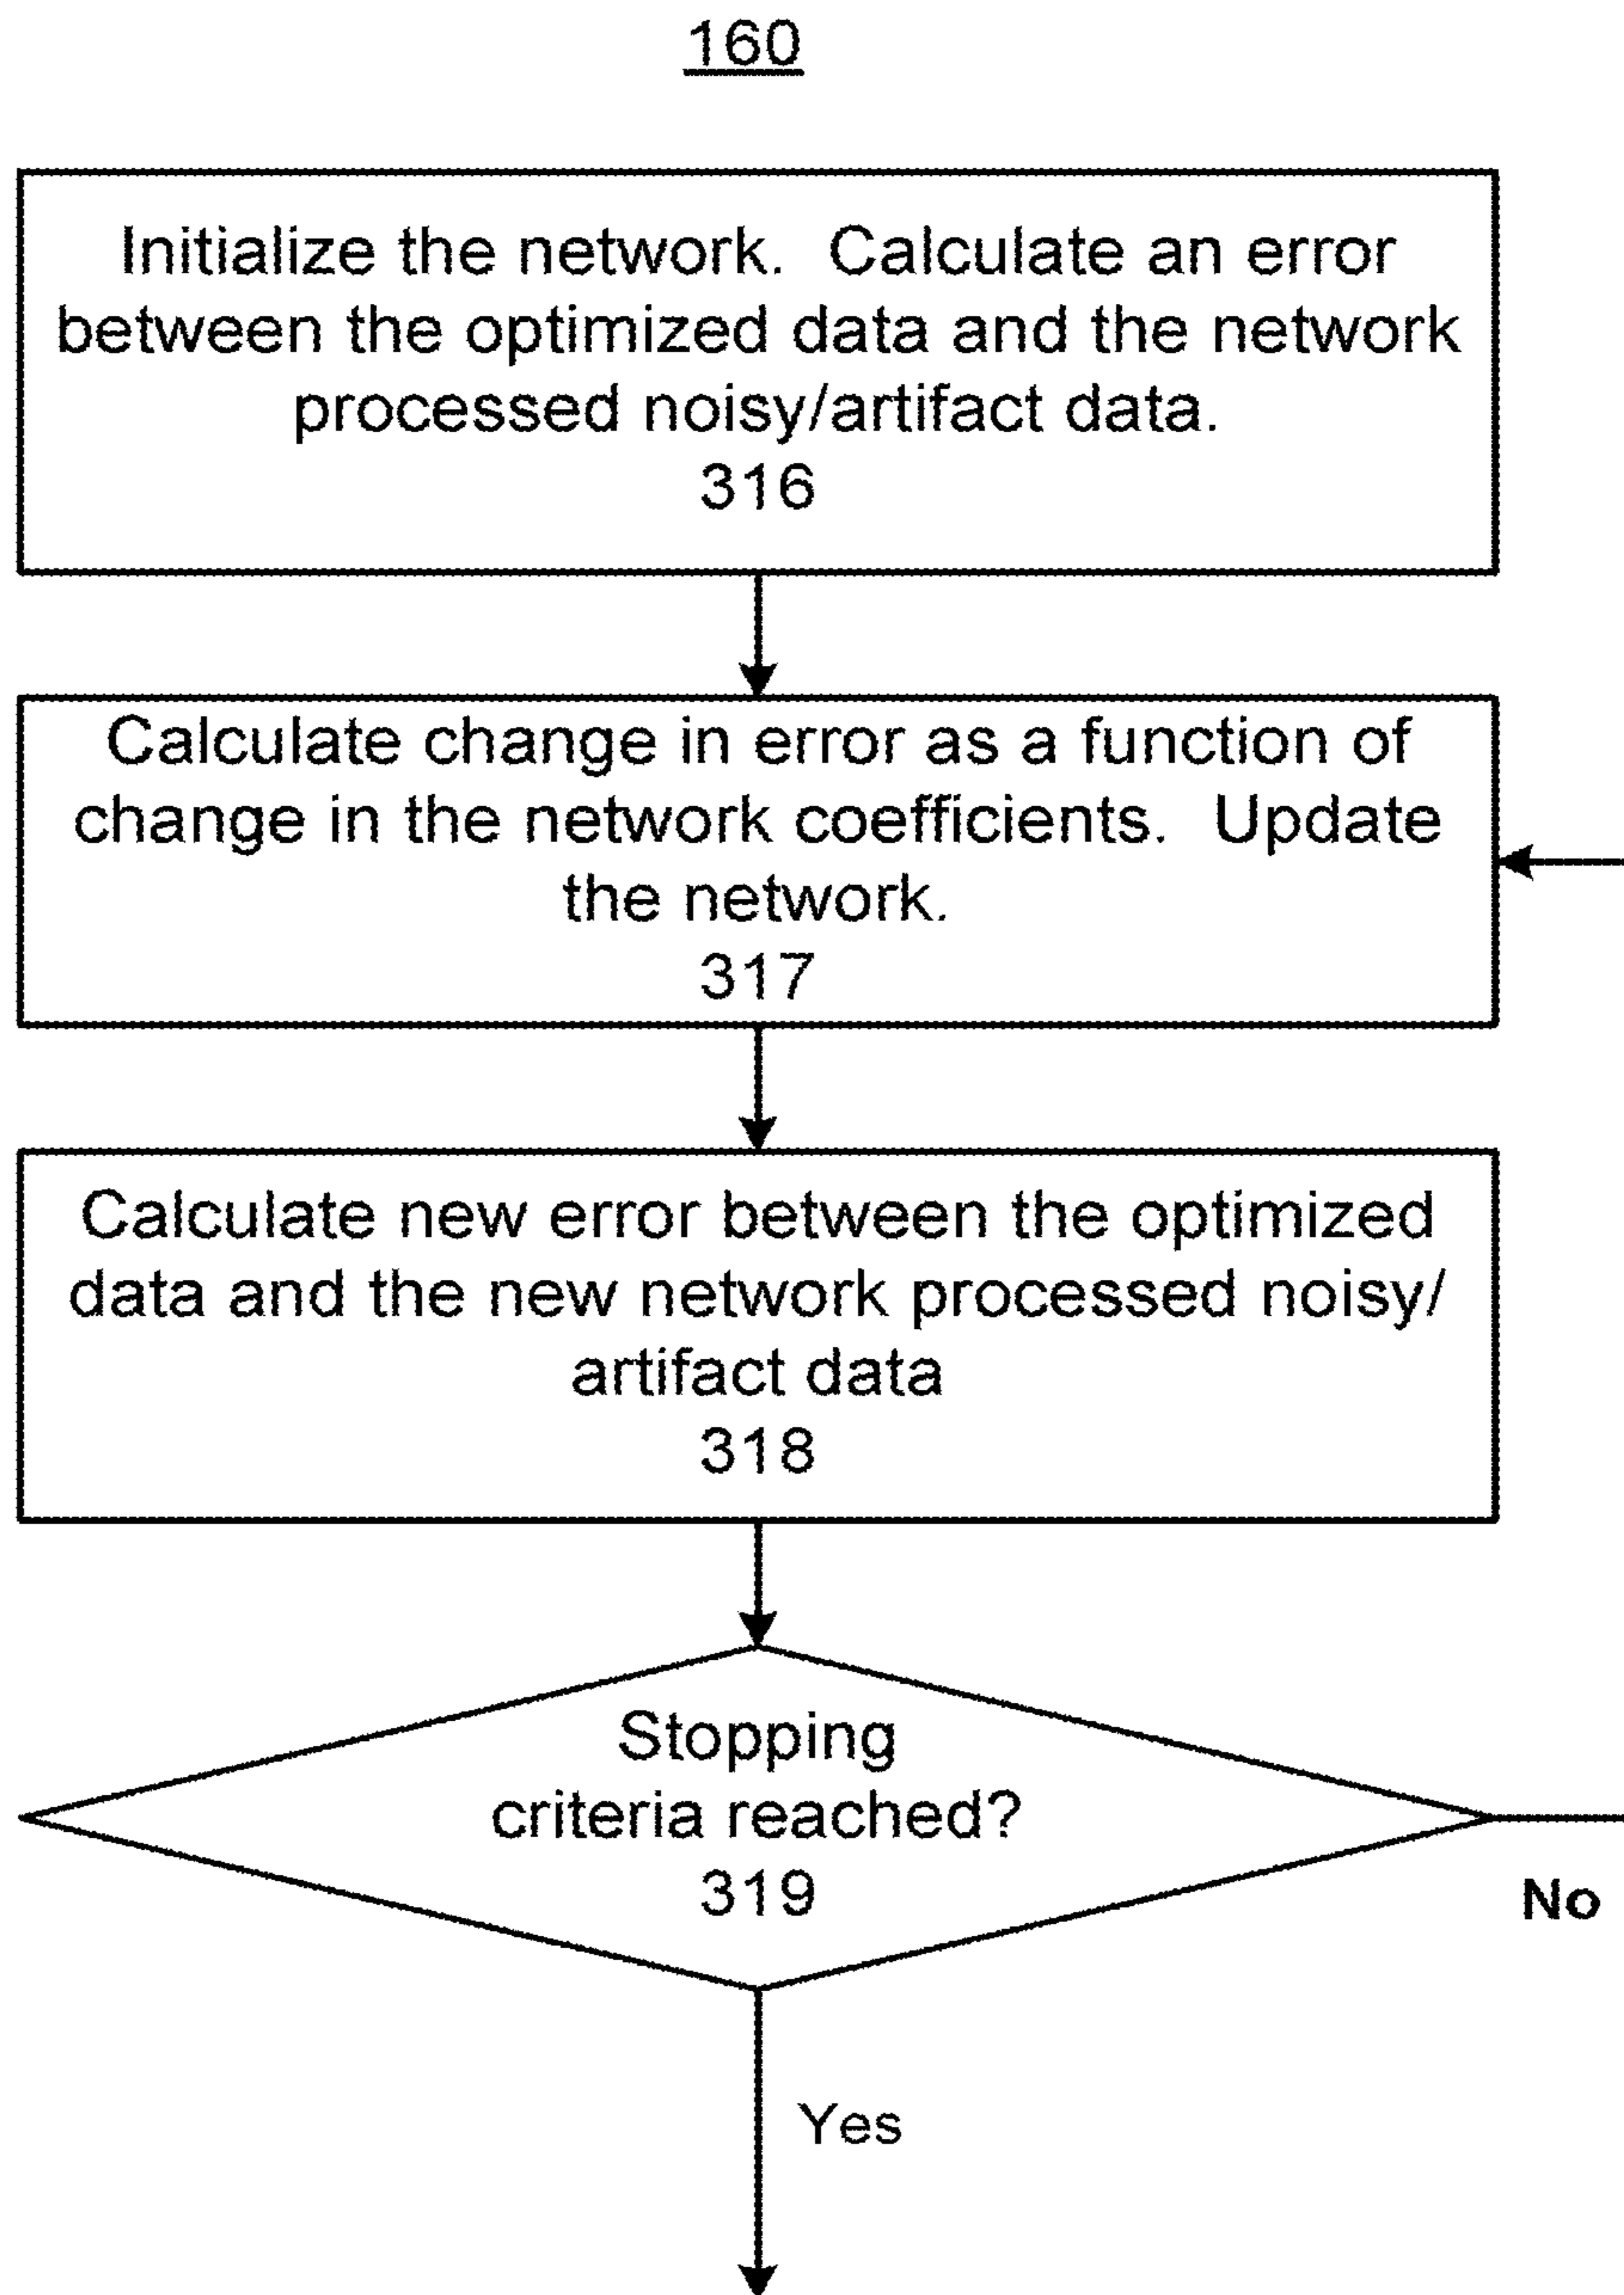 160
Initialize the network. Calculate an error
between the optimized data and the network
processed noisy/artifact data.
316
Calculate change in error as a function of
change in the network coefficients. Update
the network.
317
Calculate new error between the optimized
data and the new network processed noisy/
artifact data
318
Stopping
criteria reached?
319
No
Yes